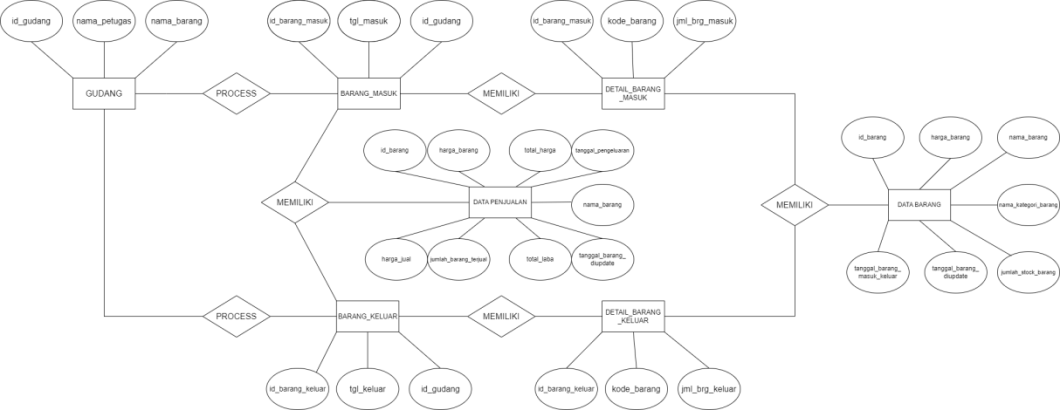 id_gudang
nama_petugas
nama_barang
id_barang_masuk
tgl_masuk
id_gudang
id_barang_masuk
kode_barang
jml_brg_masuk
GUDANG
PROCESS
BARANG_MASUK
MEMILIKI
DETAIL_BARANG
_MASUK
id_barang
harga_barang
total_harga
tanggal_pengeluaran
id_barang
harga_barang
nama_barang
MEMILIKI
DATA PENJUALAN
nama_barang
MEMILIKI
DATA BARANG
nama_kategori_barang
harga_jual
jumlah_barang_terjual
total_laba
tanggal_barang_
diupdate
tanggal_barang_
masuk_keluar
tanggal_barang_
diupdate
jumlah_stock_barang
PROCESS
BARANG_KELUAR
MEMILIKI
DETAIL_BARANG
_KELUAR
id_barang_keluar
tgl_keluar
id_gudang
id_barang_keluar
kode_barang
jml_brg_keluar